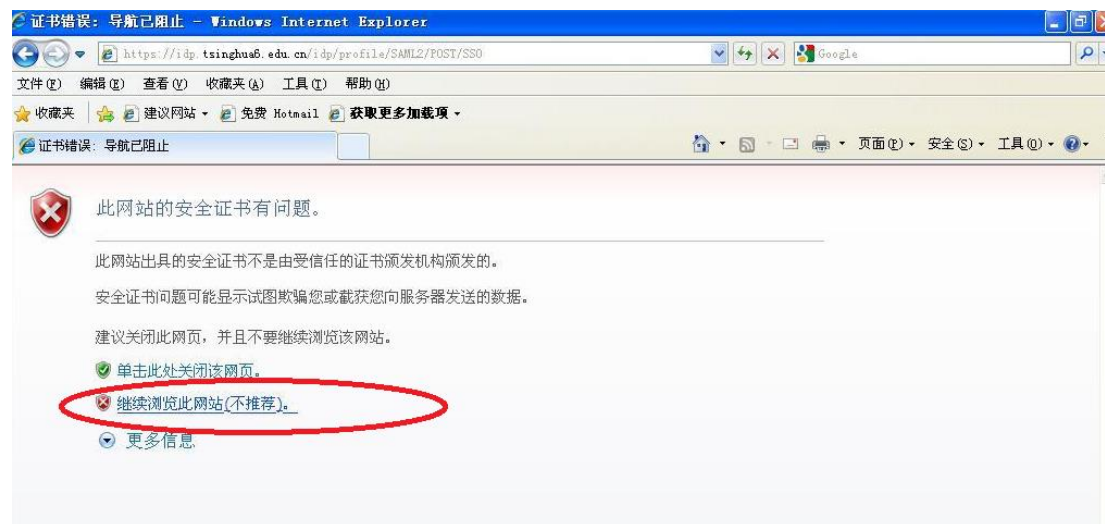 证书错误: 导航已阻止 - Windows Internet Explorer
https://idp.tsinghua6.edu.cn/idp/profile/SAML2/POST/SSO
Google
文件(F) 编辑(E) 查看(V) 收藏夹(A) 工具(T) 帮助(H)
收藏夹 建议网站 免费 Hotmail 获取更多加载项
证书错误: 导航已阻止 页面(P) 安全(S) 工具(O)
此网站的安全证书有问题。
此网站出具的安全证书不是由受信任的证书颁发机构颁发的。
安全证书问题可能显示试图欺骗您或截获您向服务器发送的数据。
建议关闭此网页,并且不要继续浏览该网站。
单击此处关闭该网页。
继续浏览此网站(不推荐)。
更多信息